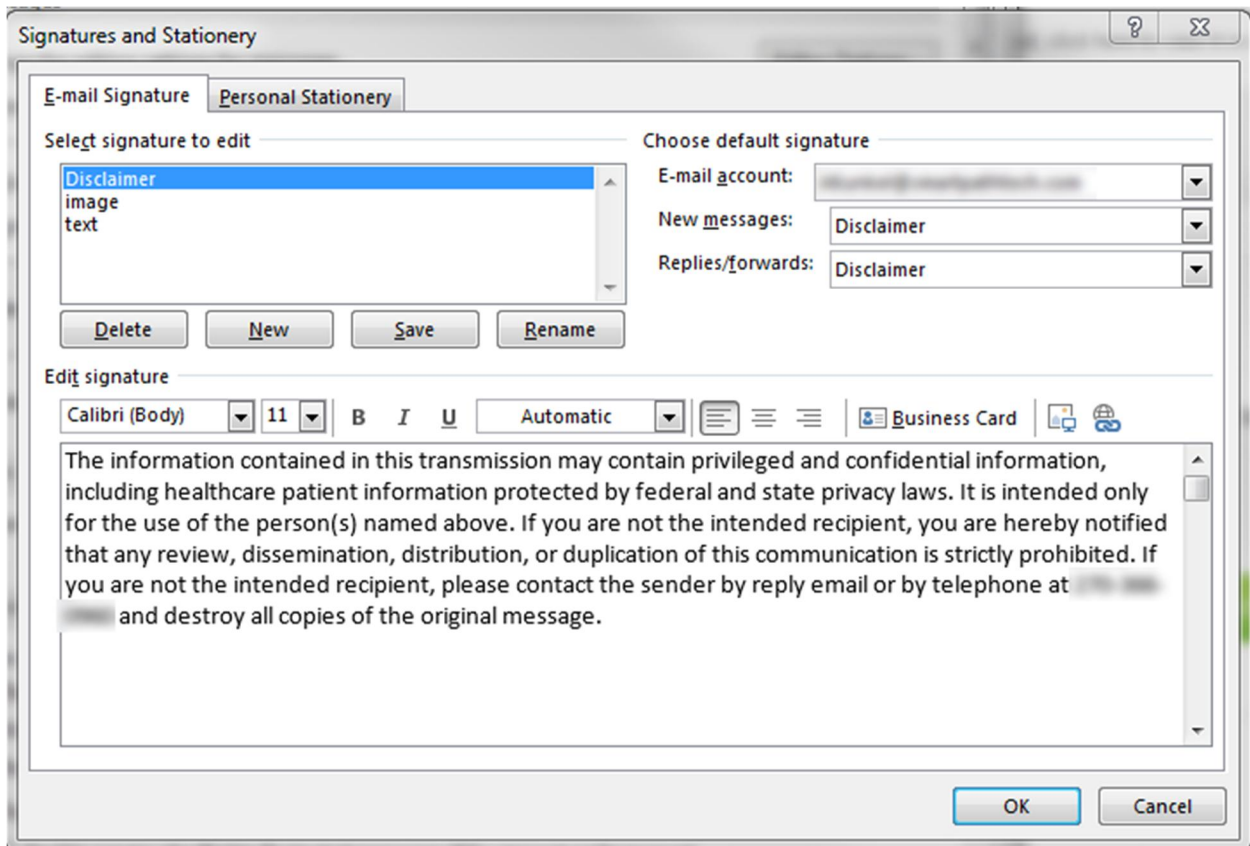 Signatures and Stationery
E-mail Signature
Personal Stationery
Select signature to edit
Disclaimer
image
text
Delete
New
Save
Rename
Choose default signature
E-mail account:
New messages:
Disclaimer
Replies/forwards:
Disclaimer
Edit signature
Calibri (Body)
11
B
I
U
Automatic
Business Card
The information contained in this transmission may contain privileged and confidential information,
including healthcare patient information protected by federal and state privacy laws. It is intended only
for the use of the person(s) named above. If you are not the intended recipient, you are hereby notified
that any review, dissemination, distribution, or duplication of this communication is strictly prohibited. If
you are not the intended recipient, please contact the sender by reply email or by telephone at
and destroy all copies of the original message.
OK
Cancel